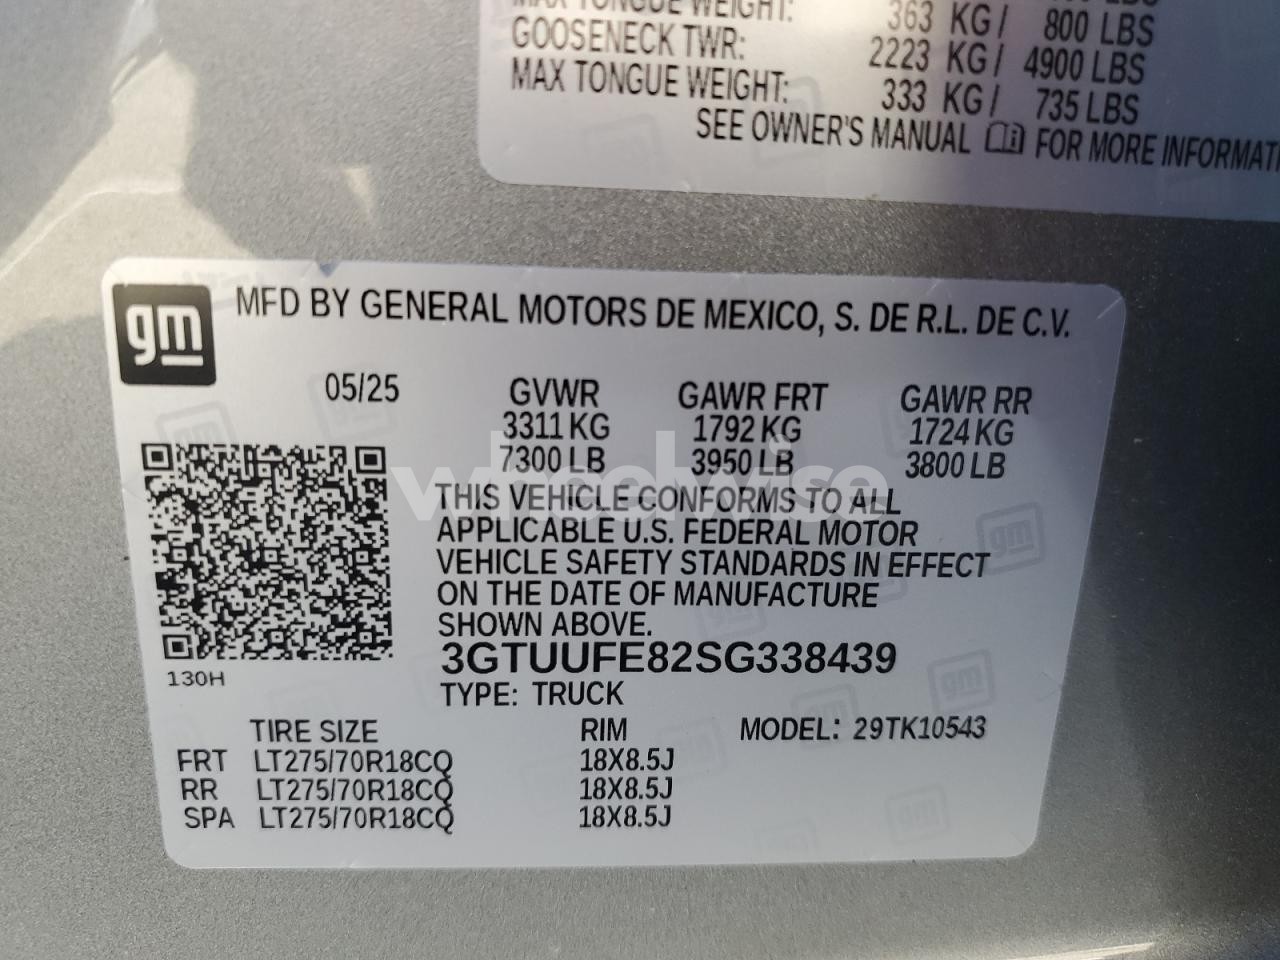 MAX TONGUE WEIGHT: 363 KG/ 800 LBS
GOOSENECK TWR: 2223 KG/ 4900 LBS
MAX TONGUE WEIGHT: 333 KG/ 735 LBS
SEE OWNER'S MANUAL FOR MORE INFORMATI
gm MFD BY GENERAL MOTORS DE MEXICO, S. DE R.L. DE C.V.
05/25 GVWR GAWR FRT GAWR RR
3311 KG 1792 KG 1724 KG
7300 LB 3950 LB 3800 LB
wheelwise
THIS VEHICLE CONFORMS TO ALL
APPLICABLE U.S. FEDERAL MOTOR
VEHICLE SAFETY STANDARDS IN EFFECT
ON THE DATE OF MANUFACTURE
SHOWN ABOVE.
3GTUUFE82SG338439
130H
TYPE: TRUCK
TIRE SIZE RIM MODEL: 29TK10543
FRT LT275/70R18CQ 18X8.5J
RR LT275/70R18CQ 18X8.5J
SPA LT275/70R18CQ 18X8.5J